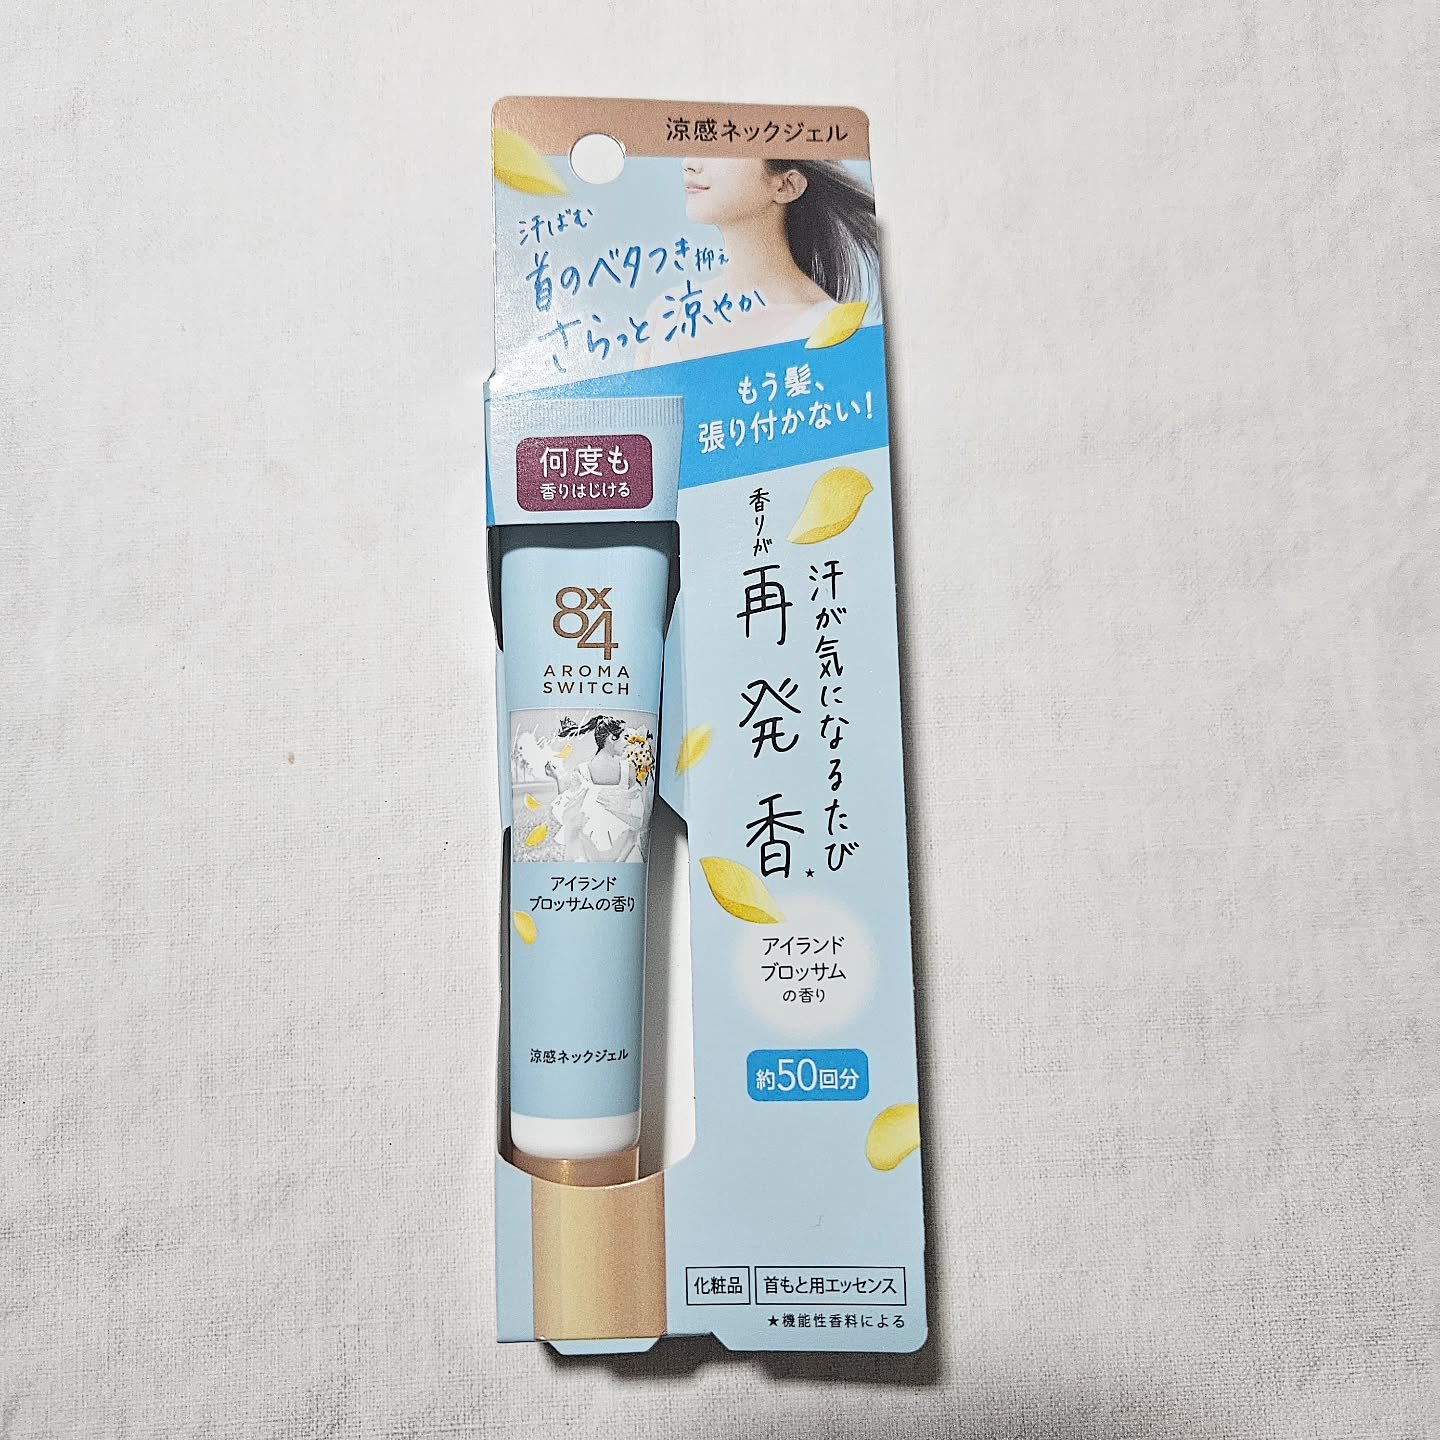 涼感ネックジェル
汗ばむ
首のベタつき抑え
さらっと涼やか
もう髪、
張り付かない!
何度も
香りはじける
汗が気になるたび
香りが再発香★
8x4
AROMA
SWITCH
アイランド
ブロッサムの香り
涼感ネックジェル
アイランド
ブロッサム
の香り
約50回分
化粧品
首もと用エッセンス
★機能性香料による